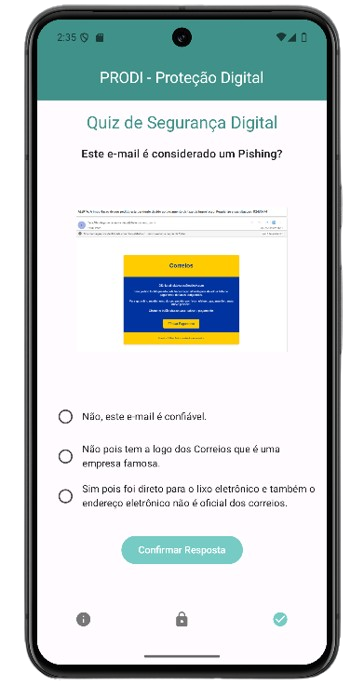 2:35
PRODI - Proteção Digital
Quiz de Segurança Digital
Este e-mail é considerado um Pishing?
Correios
Não, este e-mail é confiável.
Não pois tem a logo dos Correios que é uma
empresa famosa.
Sim pois foi direto para o lixo eletrônico e também o
endereço eletrônico não é oficial dos correios.
Confirmar Resposta